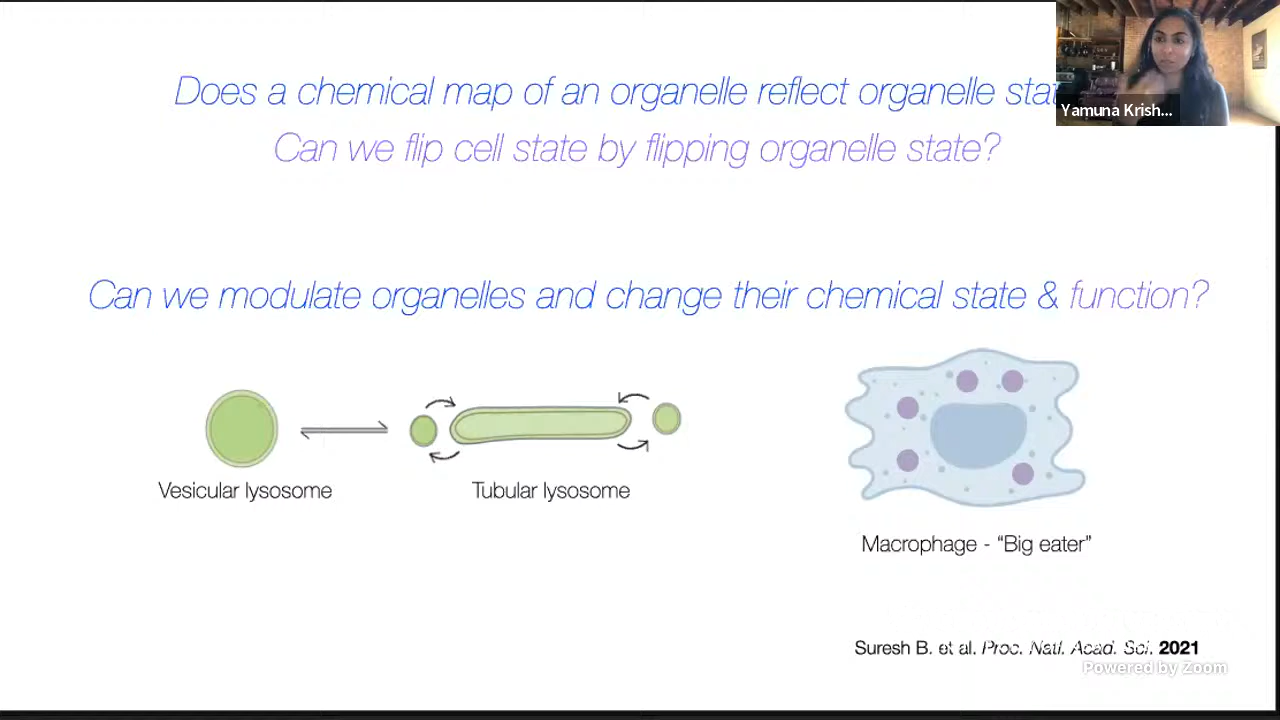 Does a chemical map of an organelle reflect organelle stat
Yamuna Krish...
Can we flip cell state by flipping organelle state?
Can we modulate organelles and change their chemical state & function?
Vesicular lysosome
Tubular lysosome
Macrophage - “Big eater”
Suresh B. et al. Proc. Natl. Acad. Sci. 2021
Powered by Zoom